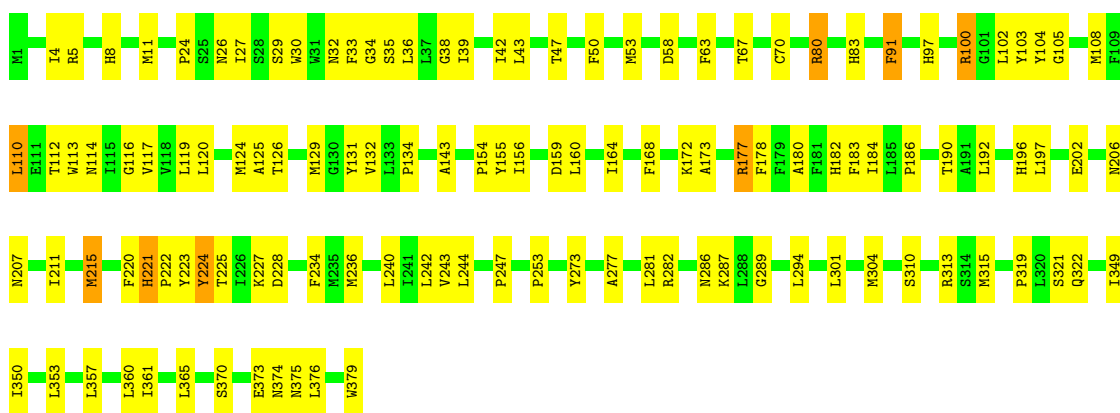 M1 I4 R5 H8 M11 P24 S25 N26 I27 S28 S29 W30 W31 N32 F33 G34 S35 L36 L37 G38 I39 I42 L43 T47 F50 M53 D58 F63 T67 C70 R80 H83 F91 H97 R100 G101 L102 Y103 Y104 G105 M108 F109
L110 E111 T112 W113 N114 I115 G116 V117 V118 L119 L120 M124 A125 T126 M129 G130 Y131 V132 L133 P134 A143 P154 Y155 I156 D159 L160 I164 F168 K172 A173 R177 F178 F179 A180 F181 H182 F183 I184 L185 P186 T190 A191 L192 H196 L197 E202 N206
N207 I211 M215 F220 H221 P222 Y223 Y224 T225 I226 K227 D228 F234 M235 M236 L240 I241 L242 V243 L244 P247 P253 Y273 A277 L281 R282 N286 K287 L288 G289 L294 L301 M304 S310 R313 S314 M315 P319 L320 S321 Q322 I349
I350 L353 L357 L360 I361 L365 S370 E373 N374 N375 L376 W379